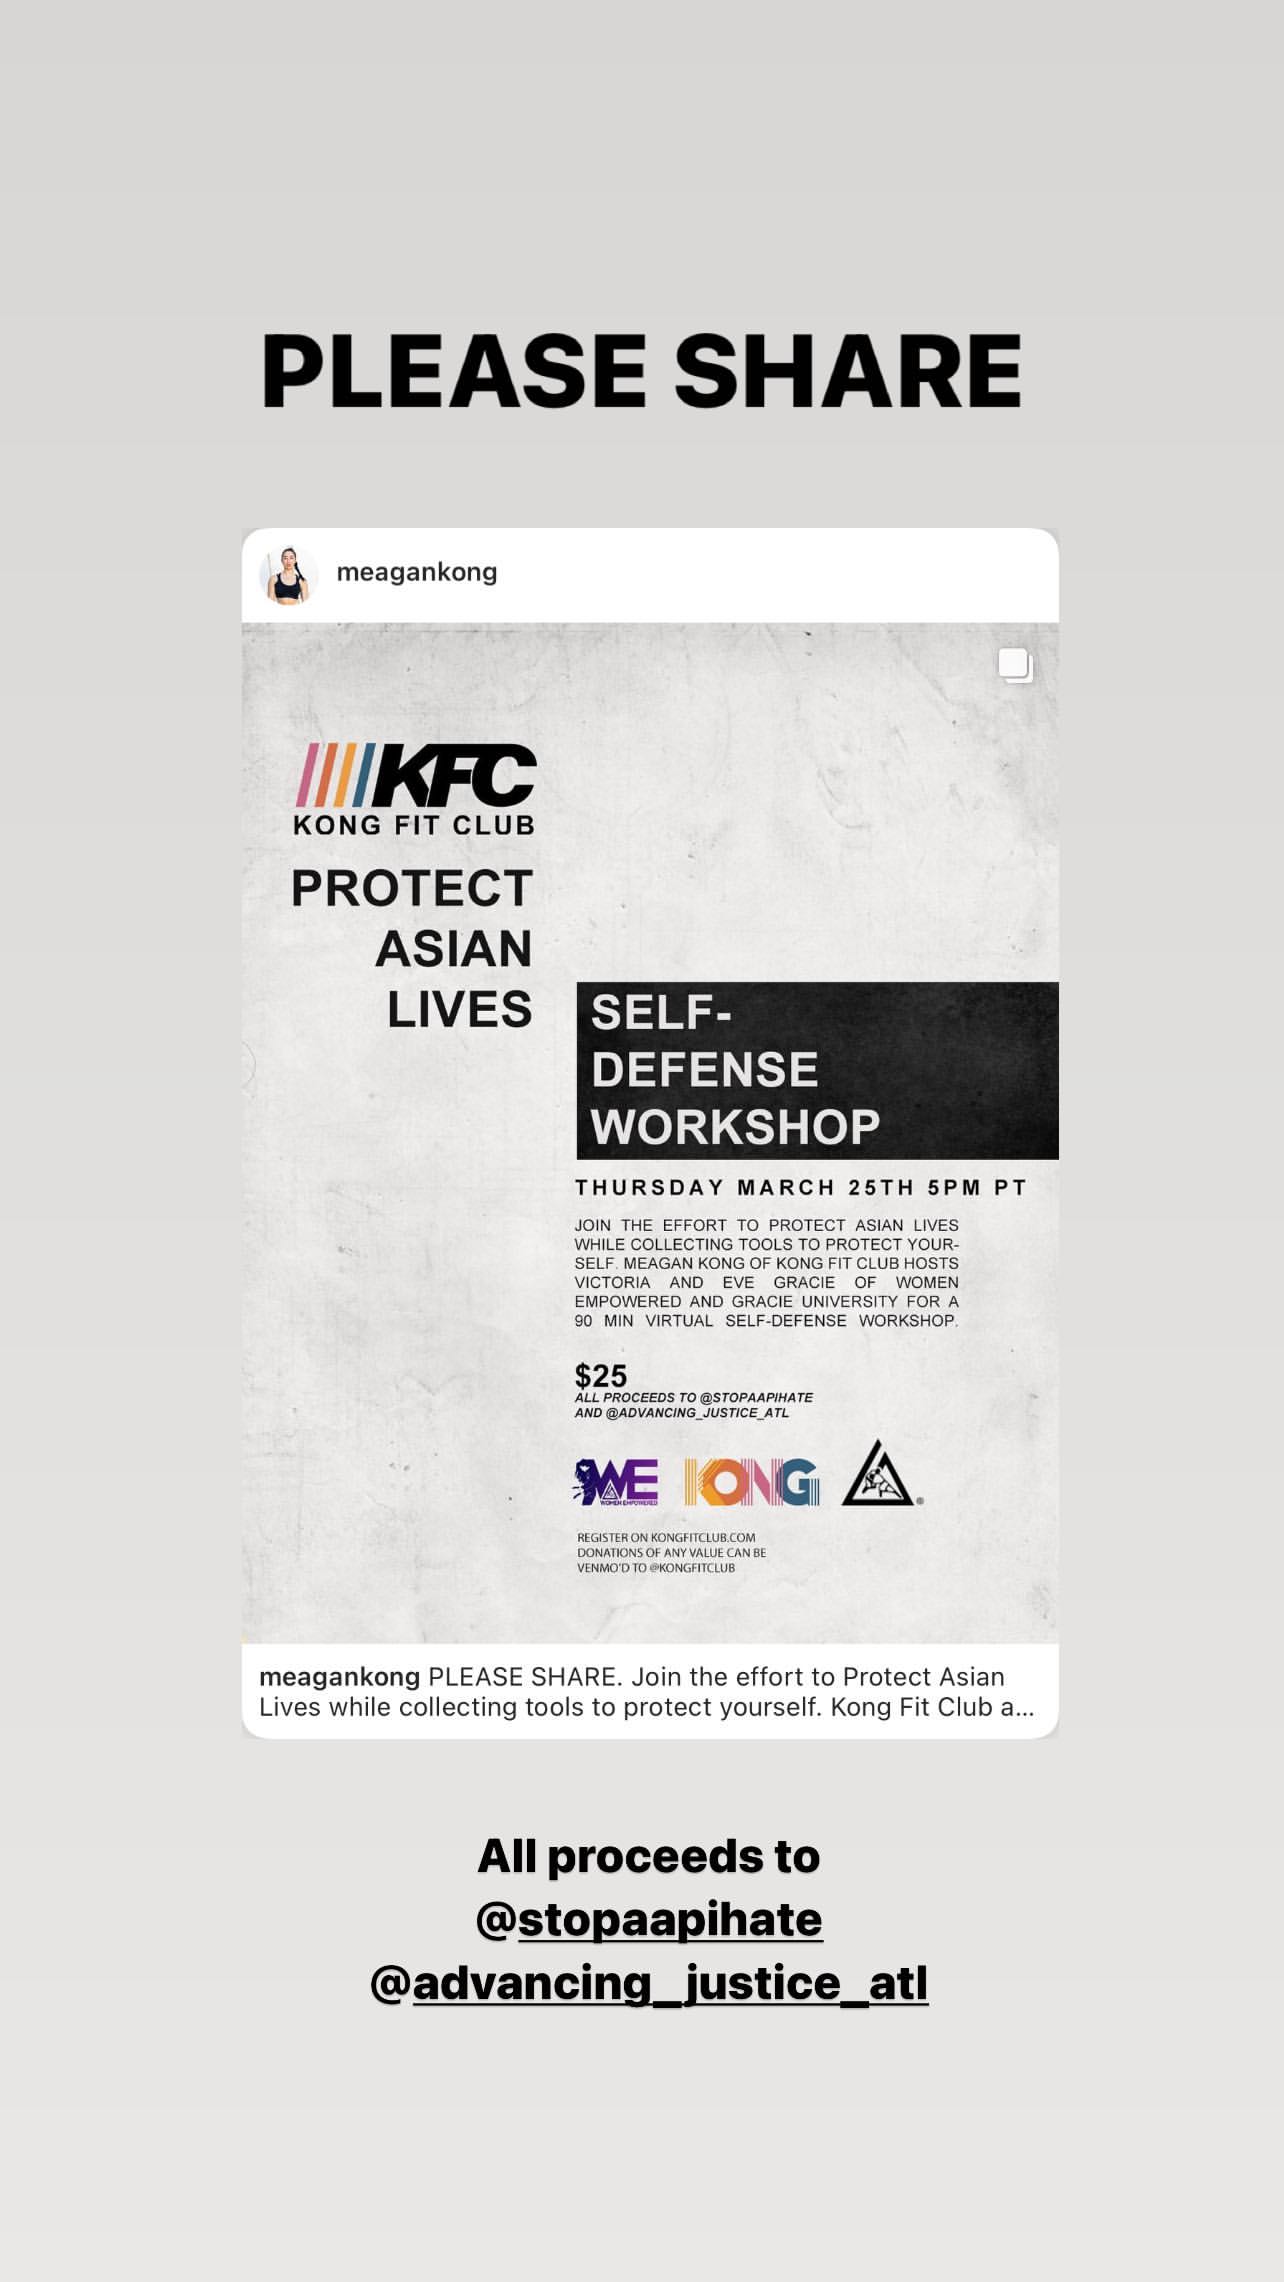 PLEASE SHARE
meagankong
KFC
KONG FIT CLUB
PROTECT
ASIAN
LIVES
SELF-
DEFENSE
WORKSHOP
THURSDAY MARCH 25TH 5PM PT
JOIN THE EFFORT TO PROTECT ASIAN LIVES
WHILE COLLECTING TOOLS TO PROTECT YOUR-
SELF. MEAGAN KONG OF KONG FIT CLUB HOSTS
VICTORIA AND EVE GRACIE OF WOMEN
EMPOWERED AND GRACIE UNIVERSITY FOR A
90 MIN VIRTUAL SELF-DEFENSE WORKSHOP.
$25
ALL PROCEEDS TO @STOPAAPIHATE
AND @ADVANCING_JUSTICE_ATL
WE
WOMEN EMPOWERED
KONG
®
REGISTER ON KONGFITCLUB.COM
DONATIONS OF ANY VALUE CAN BE
VENMO'D TO @KONGFITCLUB
meagankong PLEASE SHARE. Join the effort to Protect Asian
Lives while collecting tools to protect yourself. Kong Fit Club a...
All proceeds to
@stopaapihate
@advancing_justice_atl